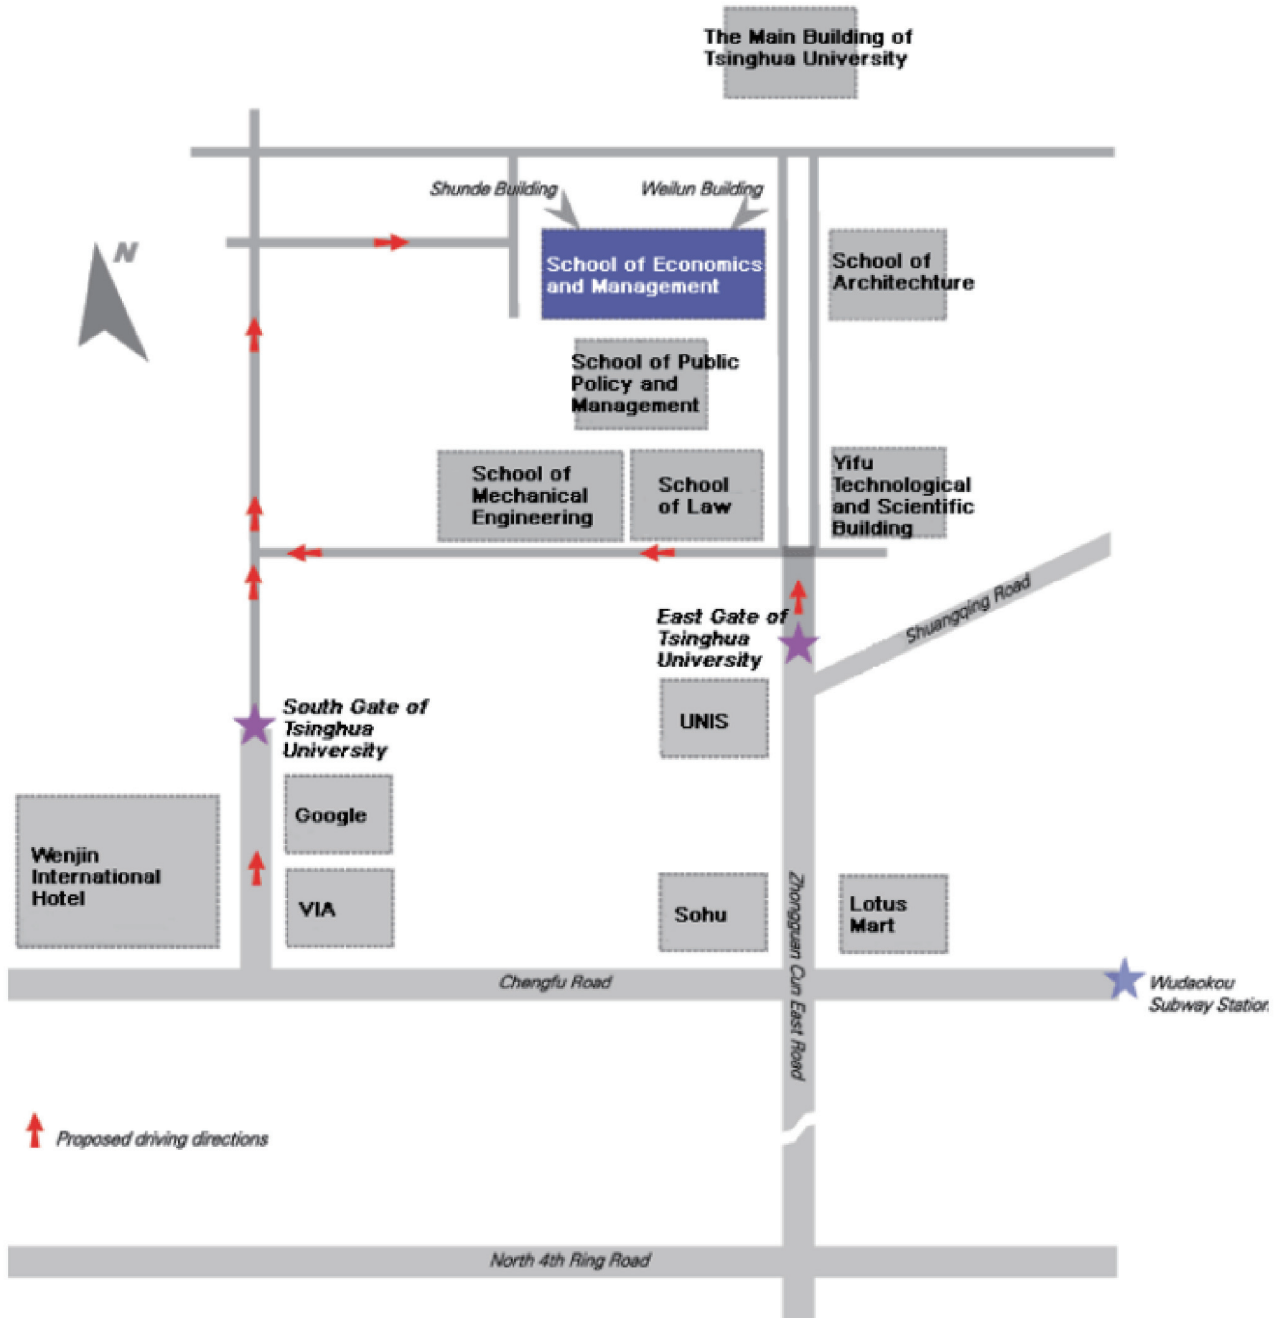 The Main Building of
Tsinghua University
Shunde Building
Weilun Building
N
School of Economics
and Management
School of
Architechture
School of Public
Policy and
Management
School of
Mechanical
Engineering
School
of Law
Yifu
Technological
and Scientific
Building
Shuangqing Road
East Gate of
Tsinghua
University
South Gate of
Tsinghua
University
UNIS
Google
Wenjin
International
Hotel
VIA
Sohu
Lotus
Mart
Zhongguan Cun East Road
Chengfu Road
Wudaokou
Subway Station
Proposed driving directions
North 4th Ring Road